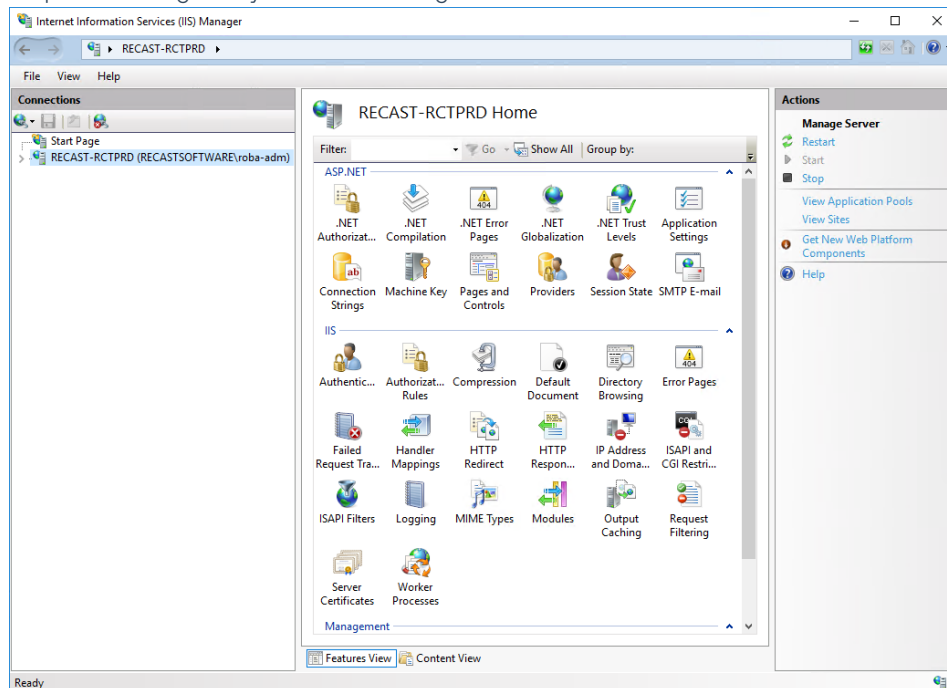 Internet Information Services (IIS) Manager
RECAST-RCTPRD
File View Help
Connections
Start Page
RECAST-RCTPRD (RECASTSOFTWARE\roba-adm)
RECAST-RCTPRD Home
Filter: Go Show All Group by:
ASP.NET
.NET Authorizat...
.NET Compilation
.NET Error Pages
.NET Globalization
.NET Trust Levels
Application Settings
Connection Strings
Machine Key
Pages and Controls
Providers
Session State
SMTP E-mail
IIS
Authentic...
Authorizat... Rules
Compression
Default Document
Directory Browsing
Error Pages
Failed Request Tra...
Handler Mappings
HTTP Redirect
HTTP Respon...
IP Address and Doma...
ISAPI and CGI Restri...
ISAPI Filters
Logging
MIME Types
Modules
Output Caching
Request Filtering
Server Certificates
Worker Processes
Management
Features View Content View
Actions
Manage Server
Restart
Start
Stop
View Application Pools
View Sites
Get New Web Platform
Components
Help
Ready